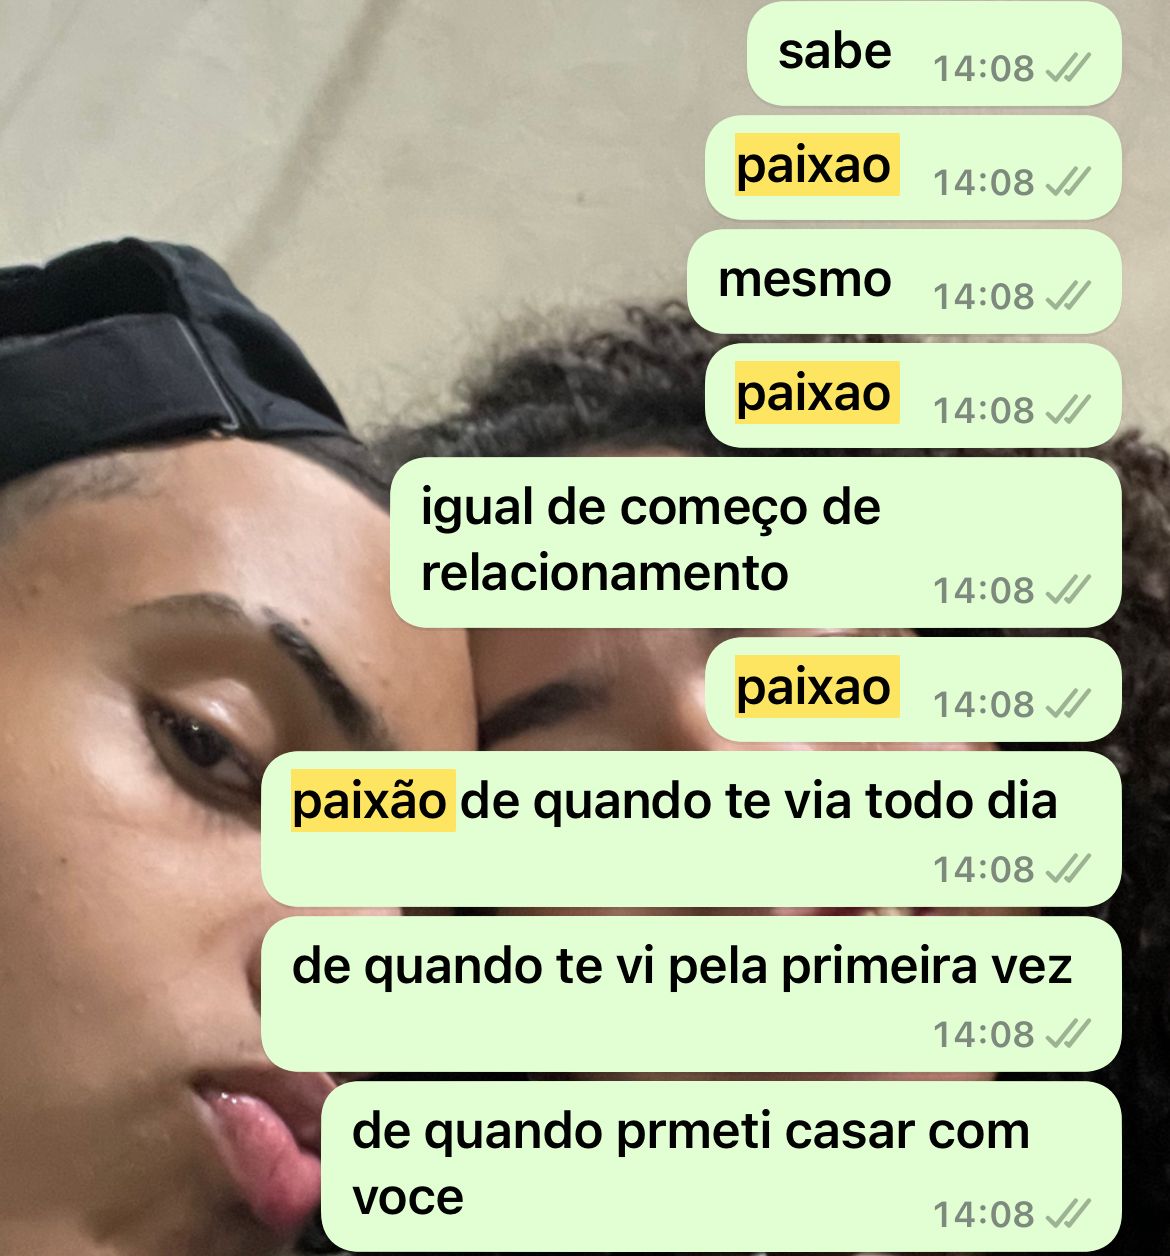 sabe
14:08
paixao
14:08
mesmo
14:08
paixao
14:08
igual de começo de
relacionamento
14:08
paixao
14:08
paixão de quando te via todo dia
14:08
de quando te vi pela primeira vez
14:08
de quando prmeti casar com
voce
14:08